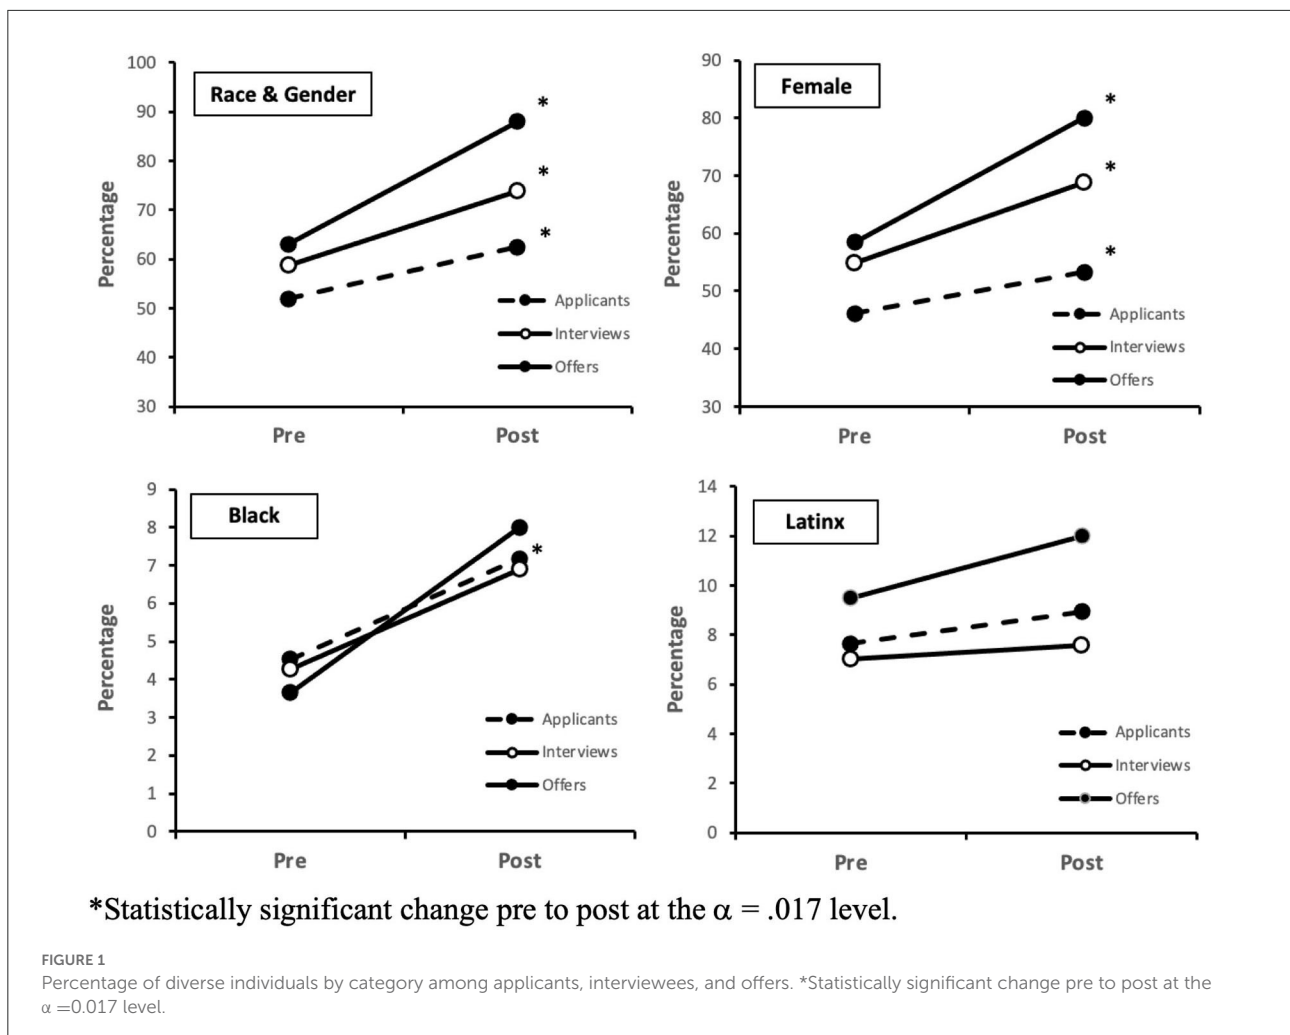 Race & Gender
100
90
80
70
60
50
40
30
Percentage
*
*
*
Applicants
Interviews
Offers
Pre Post
Female
90
80
70
60
50
40
30
Percentage
*
*
*
Applicants
Interviews
Offers
Pre Post
Black
9
8
7
6
5
4
3
2
1
0
Percentage
*
Applicants
Interviews
Offers
Pre Post
Latinx
14
12
10
8
6
4
2
0
Percentage
Applicants
Interviews
Offers
Pre Post
*Statistically significant change pre to post at the α = .017 level.
FIGURE 1
Percentage of diverse individuals by category among applicants, interviewees, and offers. *Statistically significant change pre to post at the
α =0.017 level.